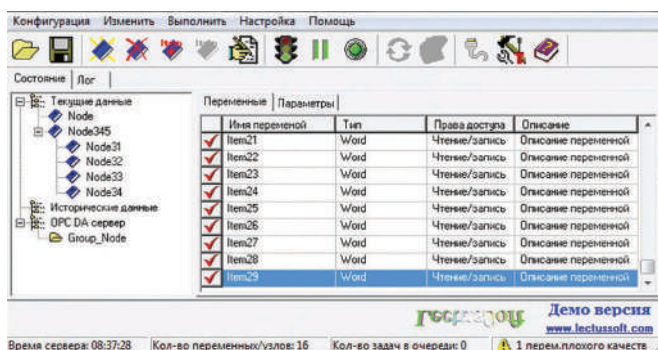 Конфигурация Изменить Выполнить Настройка Помощь
Состояние Лог
Текущие данные
Node
Node345
Node31
Node32
Node33
Node34
Исторические данные
OPC DA сервер
Group_Node
Переменные Параметры
Имя переменой Тип Права доступа Описание
Item21 Word Чтение/запись Описание переменной
Item22 Word Чтение/запись Описание переменной
Item23 Word Чтение/запись Описание переменной
Item24 Word Чтение/запись Описание переменной
Item25 Word Чтение/запись Описание переменной
Item26 Word Чтение/запись Описание переменной
Item27 Word Чтение/запись Описание переменной
Item28 Word Чтение/запись Описание переменной
Item29 Word Чтение/запись Описание переменной
Демо версия
www.lectussoft.com
Время сервера: 08:37:28 Кол-во переменных/узлов: 16 Кол-во задач в очереди: 0 1 перем.плохого качеств